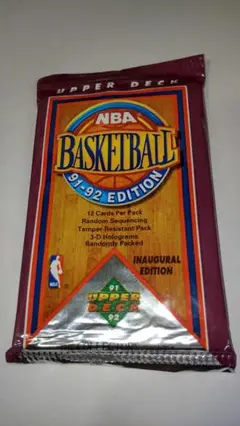 UPPER DECK
NBA
BASKETBALL
91-92 EDITION
12 Cards Per Pack
Random Sequencing
Tamper Resistant Pack
3-D Holograms
Randomly Packed
INAUGURAL
EDITION
NBA
91
UPPER
DECK
92